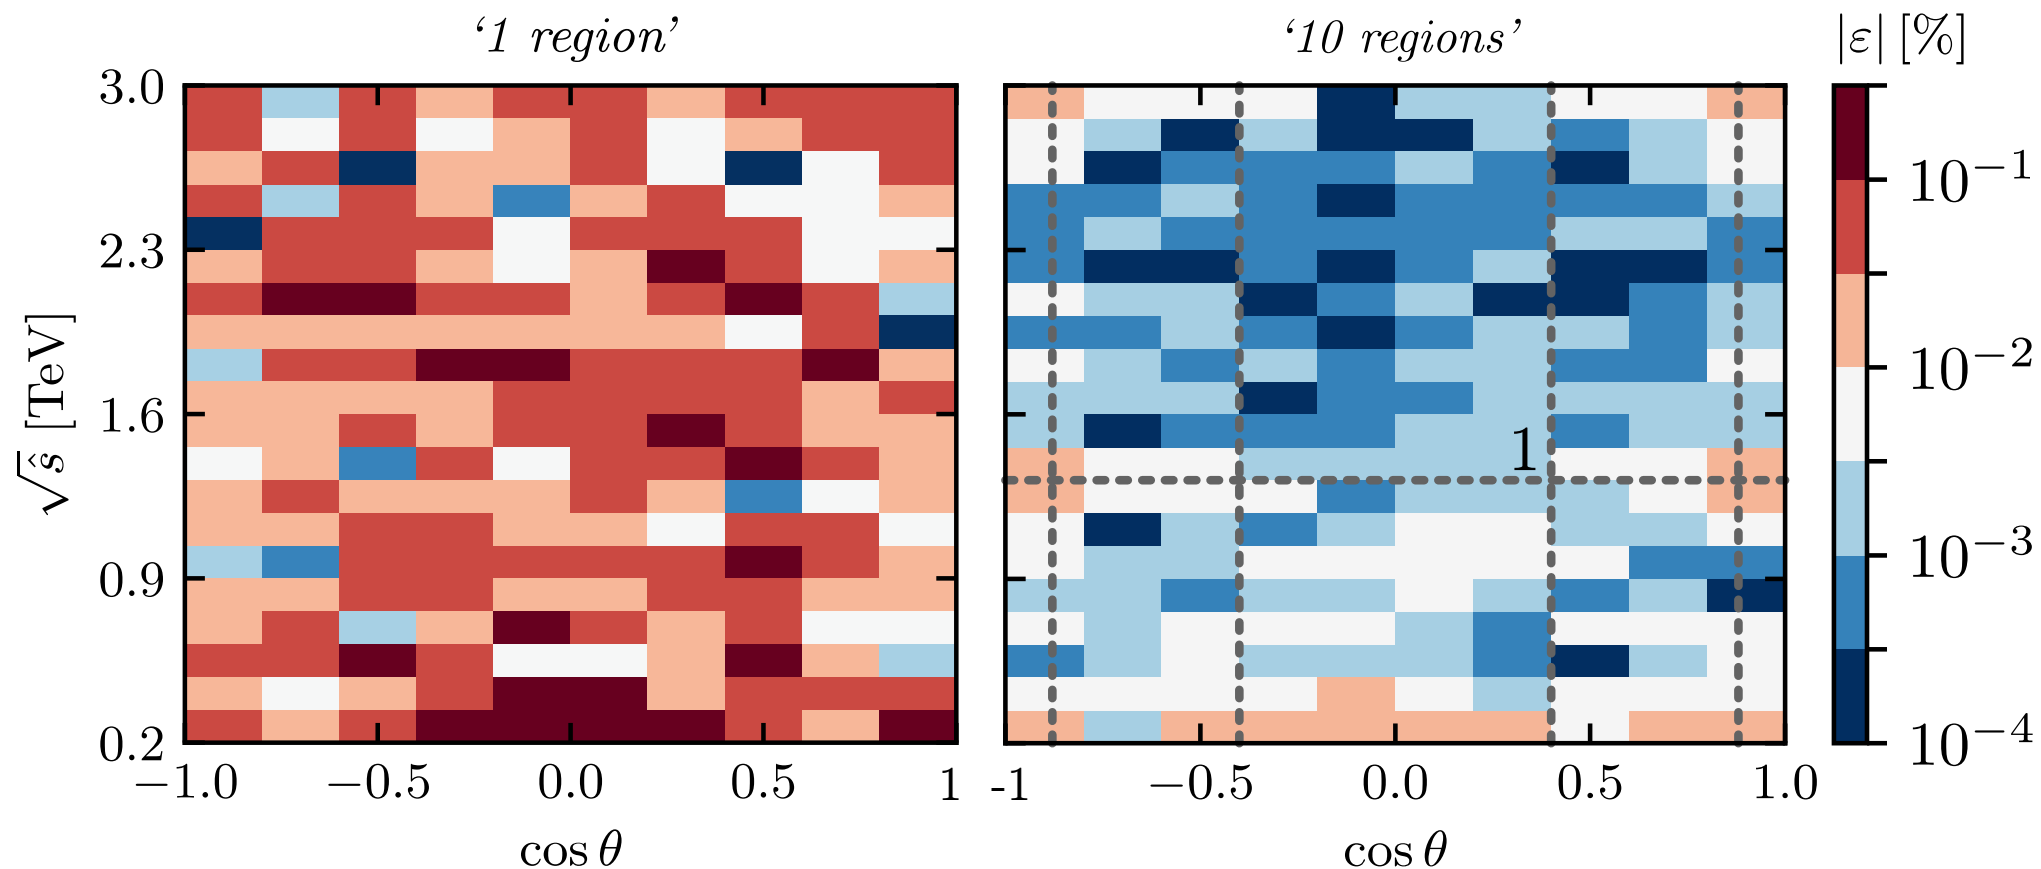 ‘1 region’
‘10 regions’
|ε| [%]
3.0
2.3
1.6
0.9
0.2
√ŝ [TeV]
−1.0 −0.5 0.0 0.5 1
cos θ
1
-1 −0.5 0.0 0.5 1.0
cos θ
10⁻¹
10⁻²
10⁻³
10⁻⁴